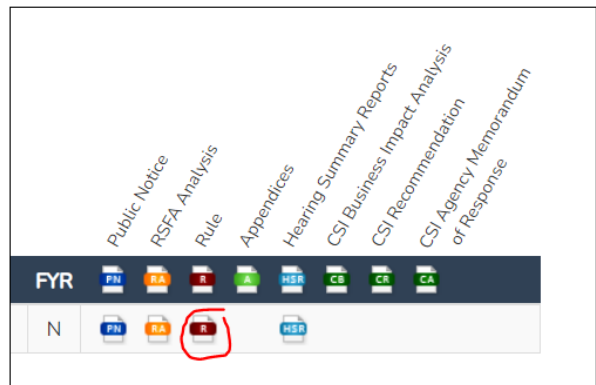 Public Notice
RSFA Analysis
Rule
Appendices
Hearing Summary Reports
CSI Business Impact Analysis
CSI Recommendation
CSI Agency Memorandum
of Response
FYR PN RA R A HSR CB CR CA
N PN RA R HSR